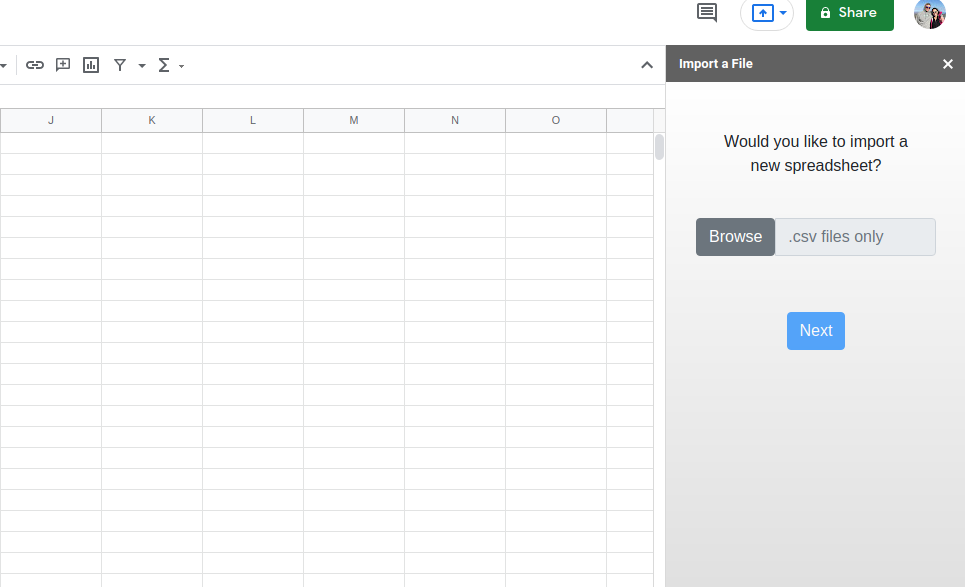 Share
Import a File
J K L M N O
Would you like to import a
new spreadsheet?
Browse .csv files only
Next